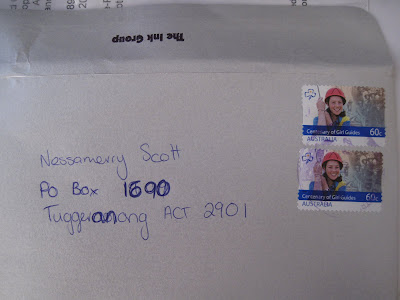 The Ink Group
Centenary of Girl Guides
60c
AUSTRALIA
Centenary of Girl Guides
60c
AUSTRALIA
Nessamerry Scott
PO Box 1690
Tuggeranong ACT 2901